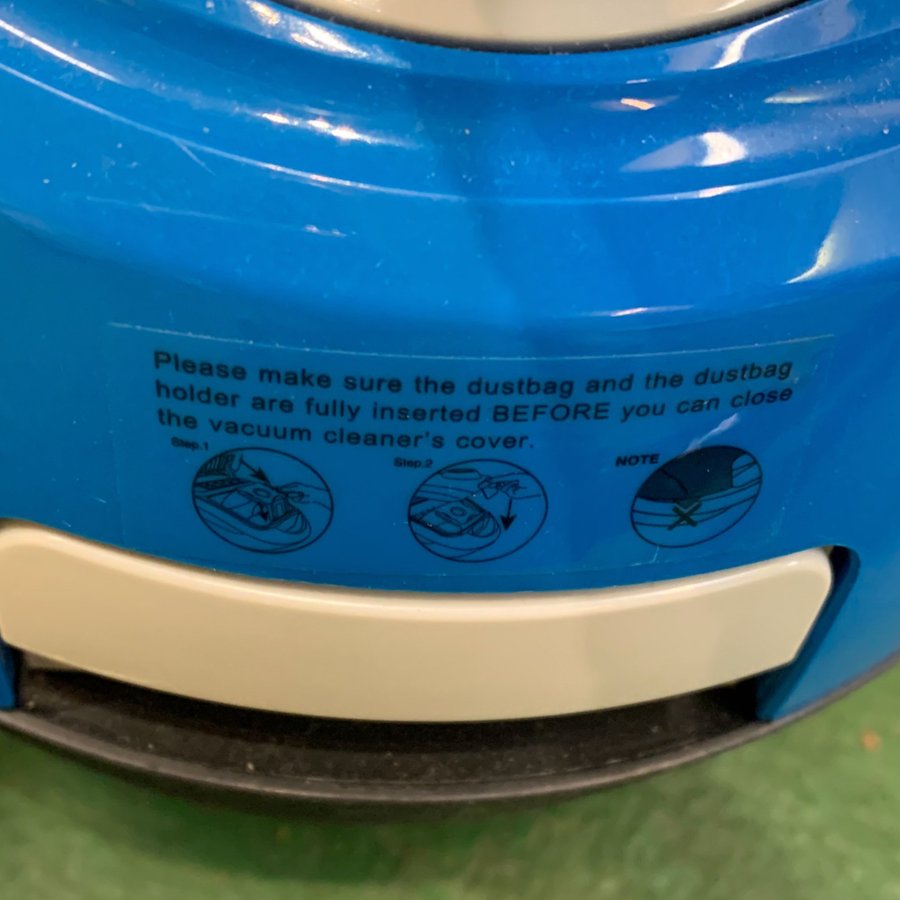 Please make sure the dustbag and the dustbag
holder are fully inserted BEFORE you can close
the vacuum cleaner's cover.
Step.1 Step.2 NOTE